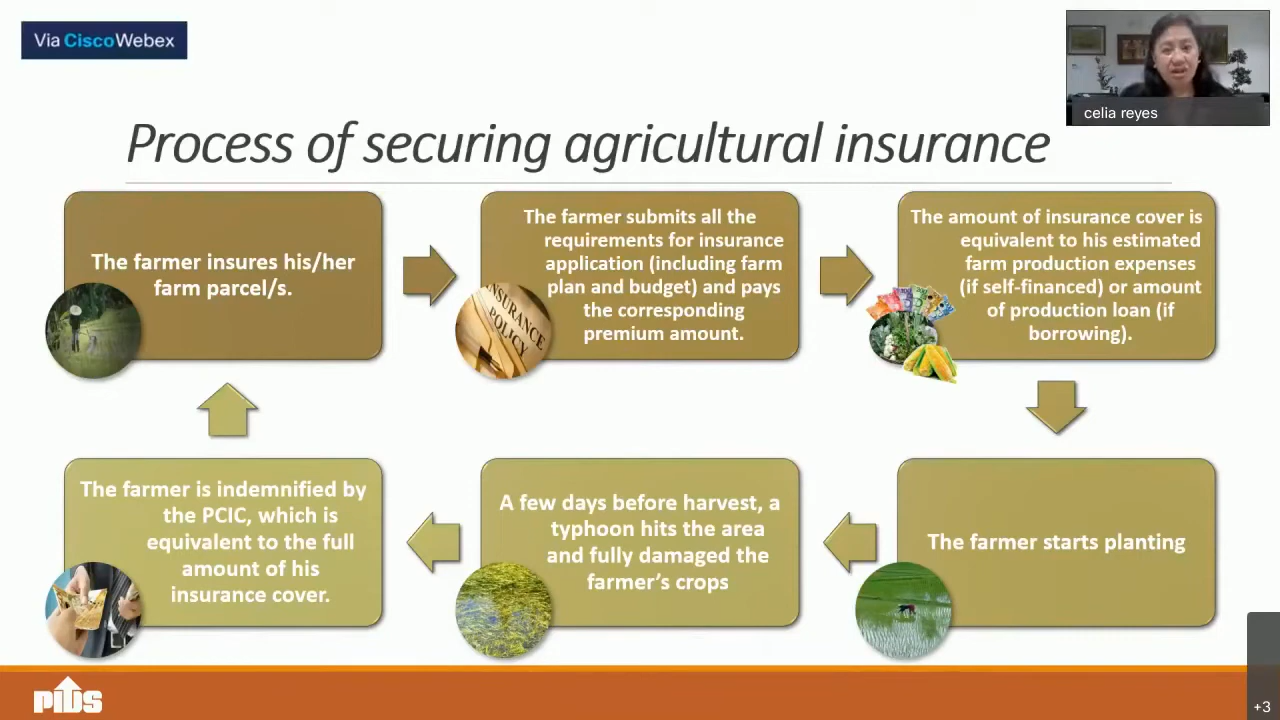 Via Cisco Webex
celia reyes
Process of securing agricultural insurance
The farmer insures his/her
farm parcel/s.
The farmer submits all the
requirements for insurance
application (including farm
plan and budget) and pays
the corresponding
premium amount.
INSURANCE
POLICY
The amount of insurance cover is
equivalent to his estimated
farm production expenses
(if self-financed) or amount
of production loan (if
borrowing).
The farmer is indemnified by
the PCIC, which is
equivalent to the full
amount of his
insurance cover.
A few days before harvest, a
typhoon hits the area
and fully damaged the
farmer's crops
The farmer starts planting
PIDS
+3